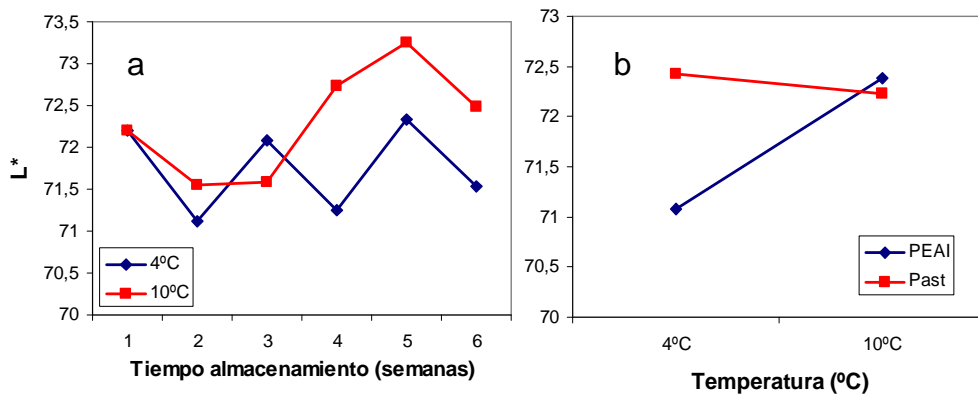 73,5
73
72,5
72
71,5
71
70,5
70
L*
a
4ºC
10ºC
1 2 3 4 5 6
Tiempo almacenamiento (semanas)
73
72,5
72
71,5
71
70,5
70
b
PEAI
Past
4ºC 10ºC
Temperatura (ºC)